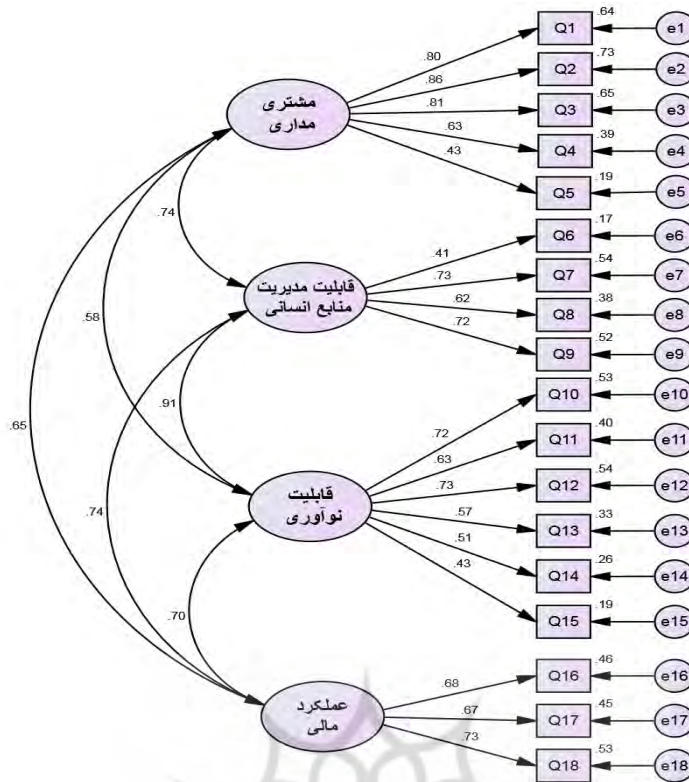 .64
Q1
e1
.80
.73
Q2
e2
.86
.65
Q3
e3
.81
.39
Q4
e4
.63
.19
Q5
e5
.43
مشتری
مداری
.74
.17
Q6
e6
.41
.54
Q7
e7
.73
.38
Q8
e8
.62
.52
Q9
e9
.72
قابلیت مدیریت
منابع انسانی
.58
.91
.65
.74
.53
Q10
e10
.72
.40
Q11
e11
.63
.54
Q12
e12
.73
.33
Q13
e13
.57
.26
Q14
e14
.51
.19
Q15
e15
.43
قابلیت
نوآوری
.70
.46
Q16
e16
.68
.45
Q17
e17
.67
.53
Q18
e18
.73
عملکرد
مالی